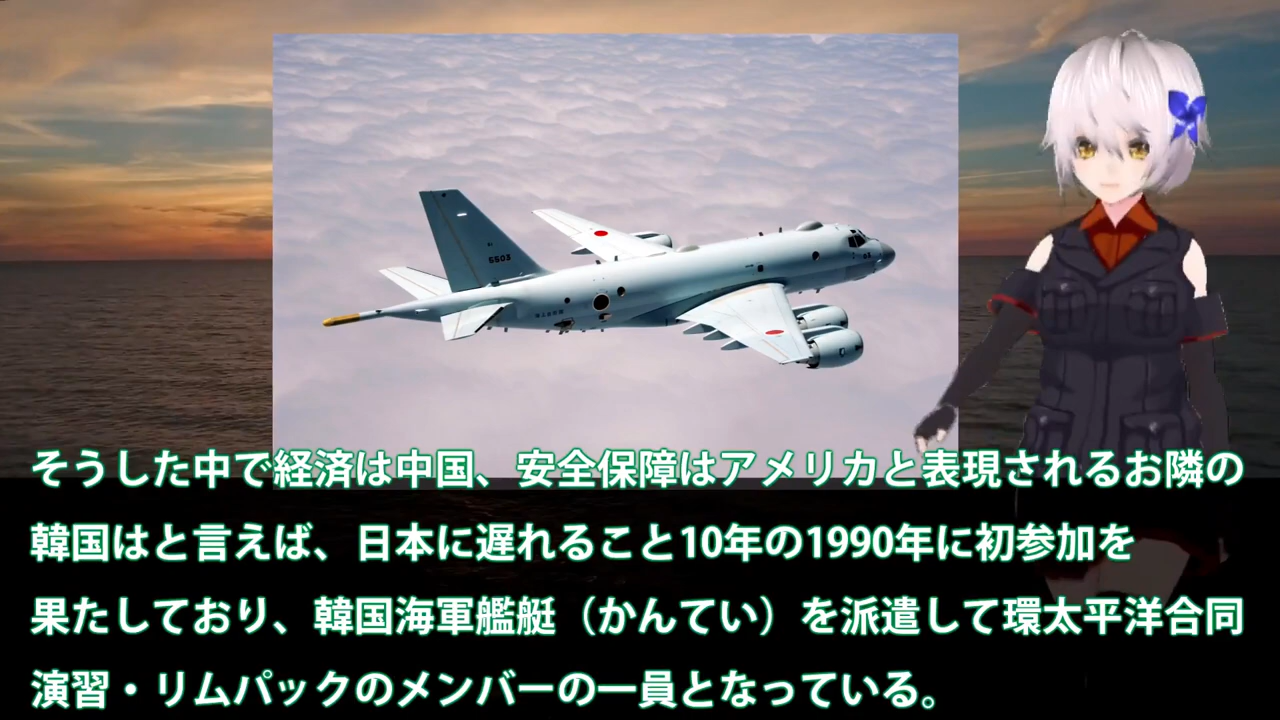 5503
そうした中で経済は中国、安全保障はアメリカと表現されるお隣の
韓国はと言えば、日本に遅れること10年の1990年に初参加を
果たしており、韓国海軍艦艇（かんてい）を派遣して環太平洋合同
演習・リムパックのメンバーの一員となっている。